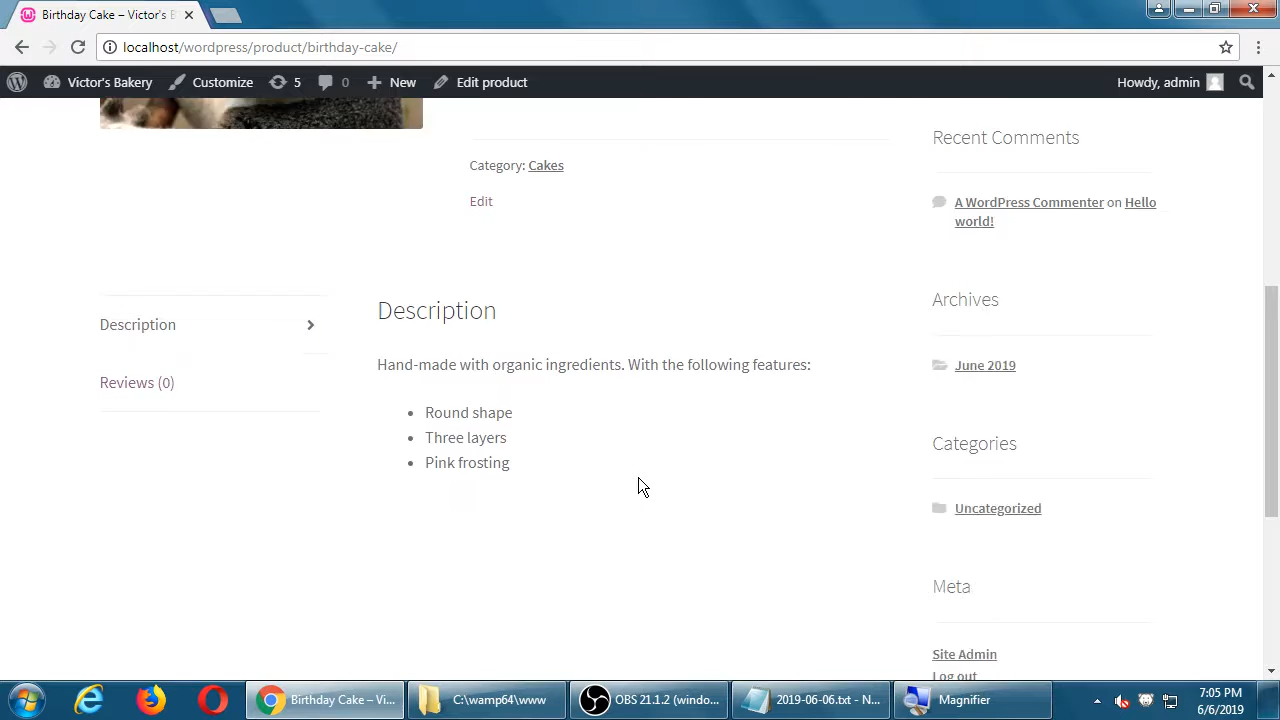 Birthday Cake – Victor's B
localhost/wordpress/product/birthday-cake/
Victor's Bakery Customize 5 0 New Edit product Howdy, admin
Category: Cakes
Edit
Description
Reviews (0)
Description
Hand-made with organic ingredients. With the following features:
Round shape
Three layers
Pink frosting
Recent Comments
A WordPress Commenter on Hello
world!
Archives
June 2019
Categories
Uncategorized
Meta
Site Admin
Log out
Birthday Cake – Vi... C:\wamp64\www OBS 21.1.2 (windo... 2019-06-06.txt - N... Magnifier
7:05 PM
6/6/2019